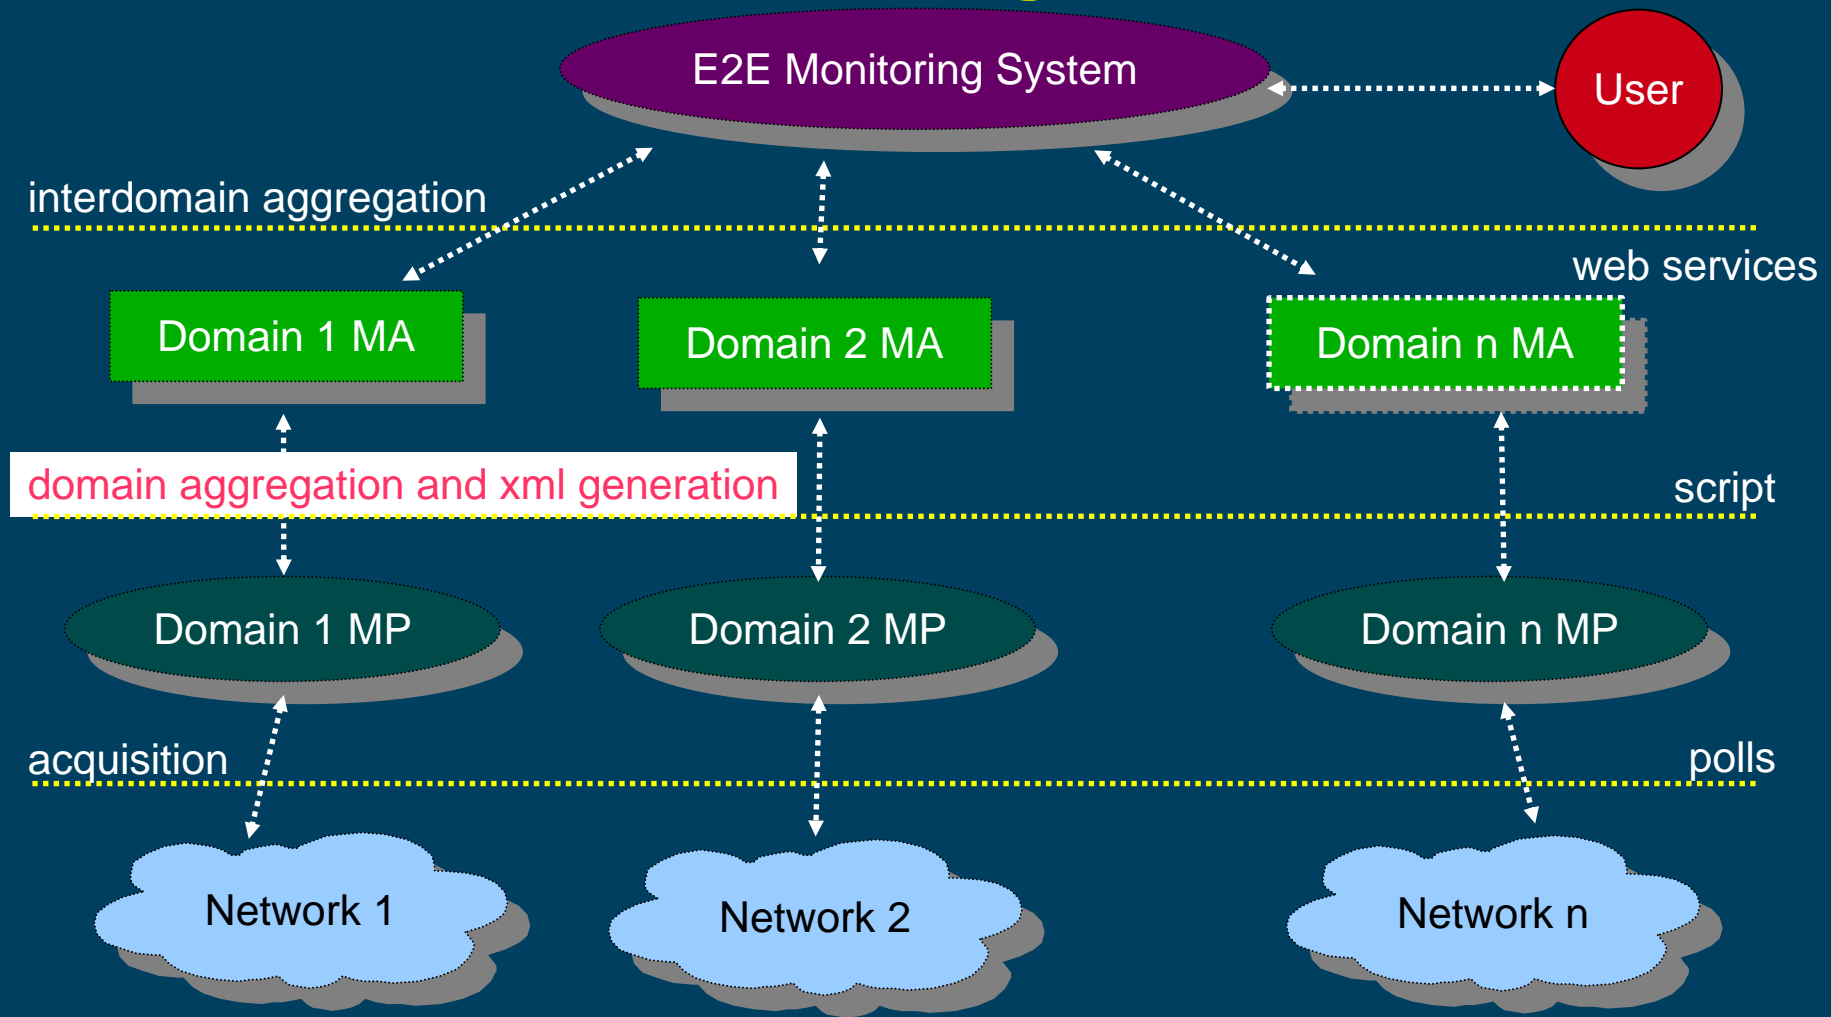 E2E Monitoring System
User
interdomain aggregation
web services
Domain 1 MA
Domain 2 MA
Domain n MA
domain aggregation and xml generation
script
Domain 1 MP
Domain 2 MP
Domain n MP
acquisition
polls
Network 1
Network 2
Network n